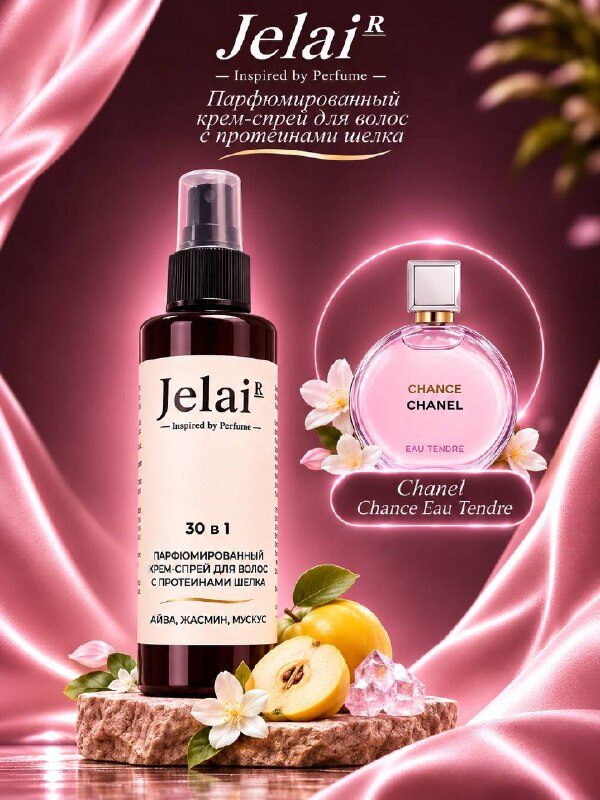 Jelai R
— Inspired by Perfume —
Парфюмированный
крем-спрей для волос
с протеинами шелка
Jelai R
— Inspired by Perfume —
30 в 1
ПАРФЮМИРОВАННЫЙ
КРЕМ-СПРЕЙ ДЛЯ ВОЛОС
С ПРОТЕИНАМИ ШЕЛКА
АЙВА, ЖАСМИН, МУСКУС
CHANCE
CHANEL
EAU TENDRE
Chanel
Chance Eau Tendre